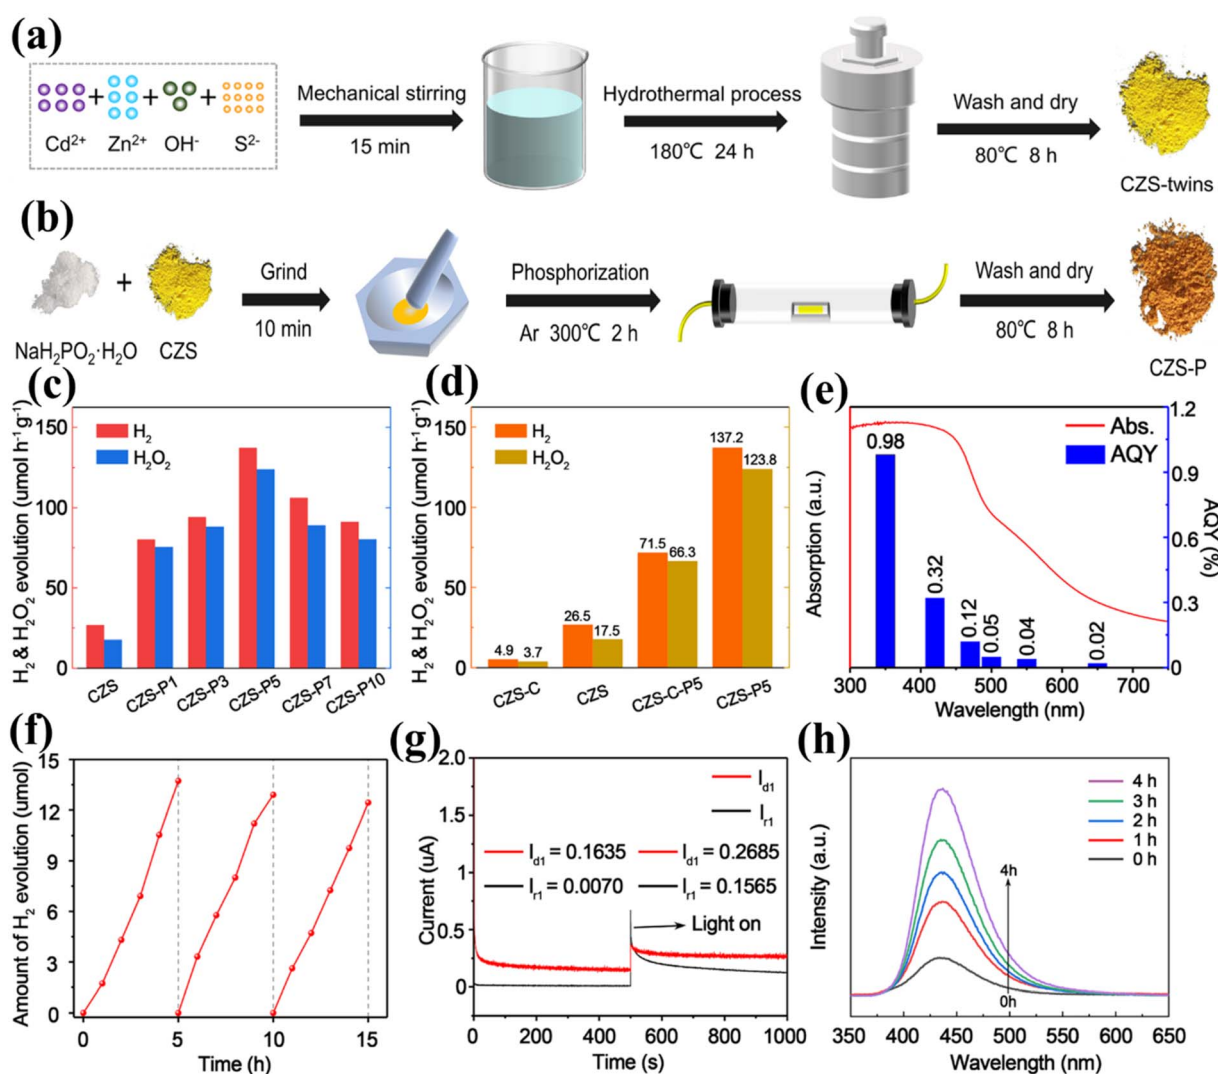 (a)
Cd²⁺ + Zn²⁺ + OH⁻ + S²⁻
Mechanical stirring
15 min
Hydrothermal process
180℃ 24 h
Wash and dry
80℃ 8 h
CZS-twins
(b)
NaH₂PO₂·H₂O + CZS
Grind
10 min
Phosphorization
Ar 300℃ 2 h
Wash and dry
80℃ 8 h
CZS-P
(c)
H₂ & H₂O₂ evolution (umol h⁻¹ g⁻¹)
150
100
50
0
H₂
H₂O₂
CZS
CZS-P1
CZS-P3
CZS-P5
CZS-P7
CZS-P10
(d)
H₂ & H₂O₂ evolution (umol h⁻¹ g⁻¹)
150
100
50
0
H₂
H₂O₂
4.9
3.7
26.5
17.5
71.5
66.3
137.2
123.8
CZS-C
CZS
CZS-C-P5
CZS-P5
(e)
Absorption (a.u.)
Abs.
AQY
0.98
0.32
0.12
0.05
0.04
0.02
1.2
0.9
0.6
0.3
0
AQY (%)
300 400 500 600 700
Wavelength (nm)
(f)
Amount of H₂ evolution (umol)
15
12
9
6
3
0
0 5 10 15
Time (h)
(g)
Current (uA)
2.0
1.5
1
0.5
0
I_d1
I_r1
I_d1 = 0.1635 I_d1 = 0.2685
I_r1 = 0.0070 I_r1 = 0.1565
Light on
0 200 400 600 800 1000
Time (s)
(h)
Intensity (a.u.)
4 h
3 h
2 h
1 h
0 h
4h
0h
350 400 450 500 550 600 650
Wavelength (nm)